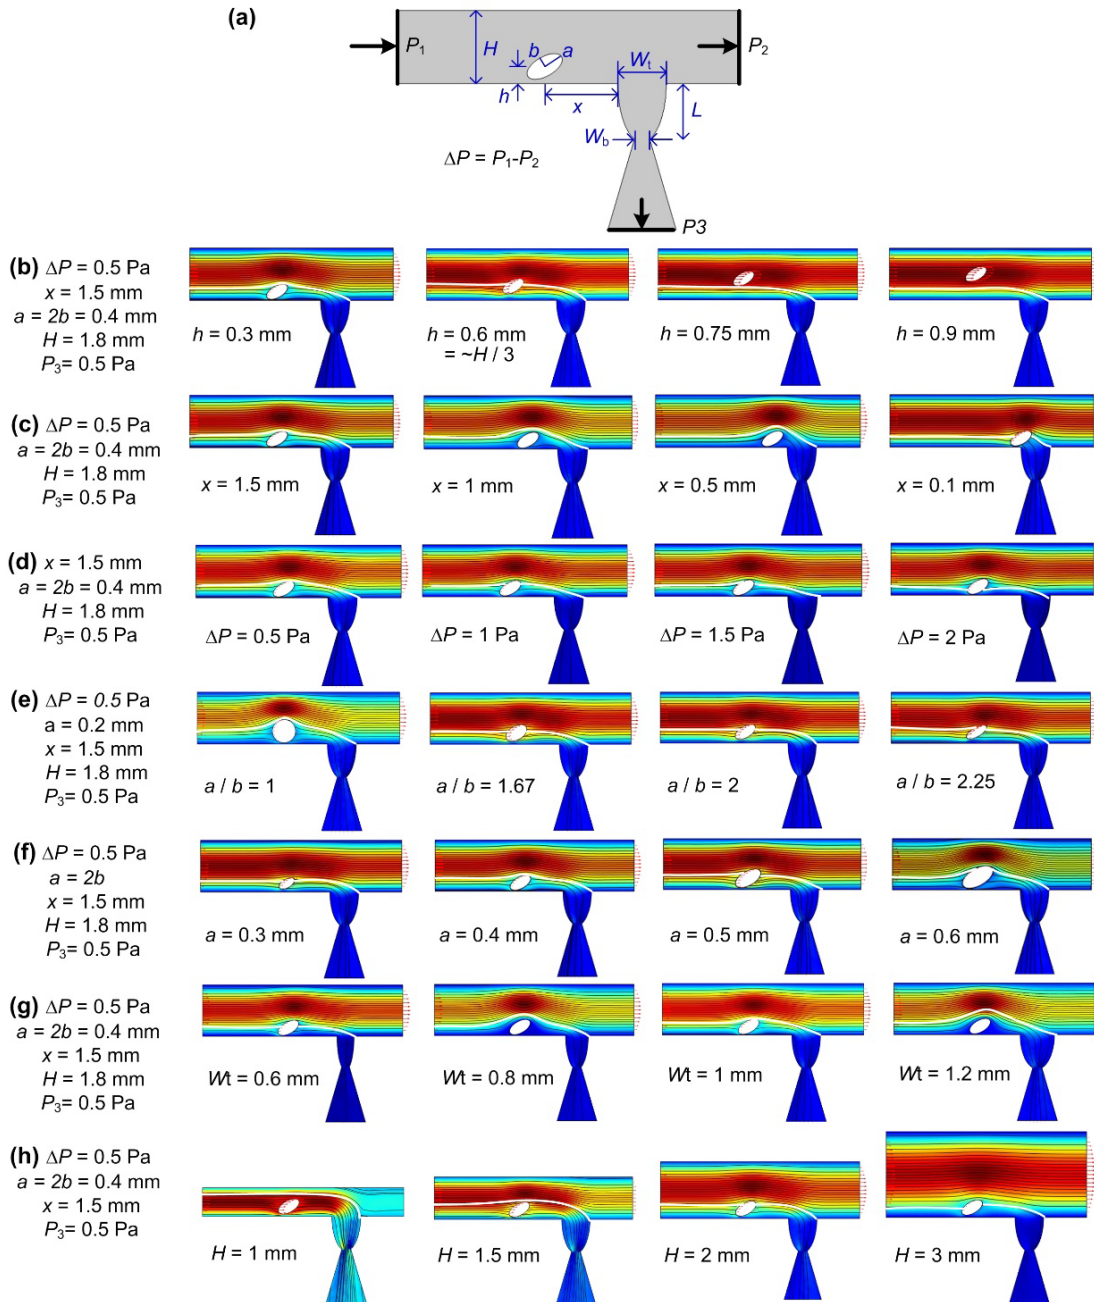 (a)
P1
H
b
a
h
x
Wt
L
Wb
P2
ΔP = P1-P2
P3
(b) ΔP = 0.5 Pa
x = 1.5 mm
a = 2b = 0.4 mm
H = 1.8 mm
P3= 0.5 Pa
h = 0.3 mm
h = 0.6 mm
= ~H / 3
h = 0.75 mm
h = 0.9 mm
(c) ΔP = 0.5 Pa
a = 2b = 0.4 mm
H = 1.8 mm
P3= 0.5 Pa
x = 1.5 mm
x = 1 mm
x = 0.5 mm
x = 0.1 mm
(d) x = 1.5 mm
a = 2b = 0.4 mm
H = 1.8 mm
P3= 0.5 Pa
ΔP = 0.5 Pa
ΔP = 1 Pa
ΔP = 1.5 Pa
ΔP = 2 Pa
(e) ΔP = 0.5 Pa
a = 0.2 mm
x = 1.5 mm
H = 1.8 mm
P3= 0.5 Pa
a / b = 1
a / b = 1.67
a / b = 2
a / b = 2.25
(f) ΔP = 0.5 Pa
a = 2b
x = 1.5 mm
H = 1.8 mm
P3= 0.5 Pa
a = 0.3 mm
a = 0.4 mm
a = 0.5 mm
a = 0.6 mm
(g) ΔP = 0.5 Pa
a = 2b = 0.4 mm
x = 1.5 mm
H = 1.8 mm
P3= 0.5 Pa
Wt = 0.6 mm
Wt = 0.8 mm
Wt = 1 mm
Wt = 1.2 mm
(h) ΔP = 0.5 Pa
a = 2b = 0.4 mm
x = 1.5 mm
P3= 0.5 Pa
H = 1 mm
H = 1.5 mm
H = 2 mm
H = 3 mm